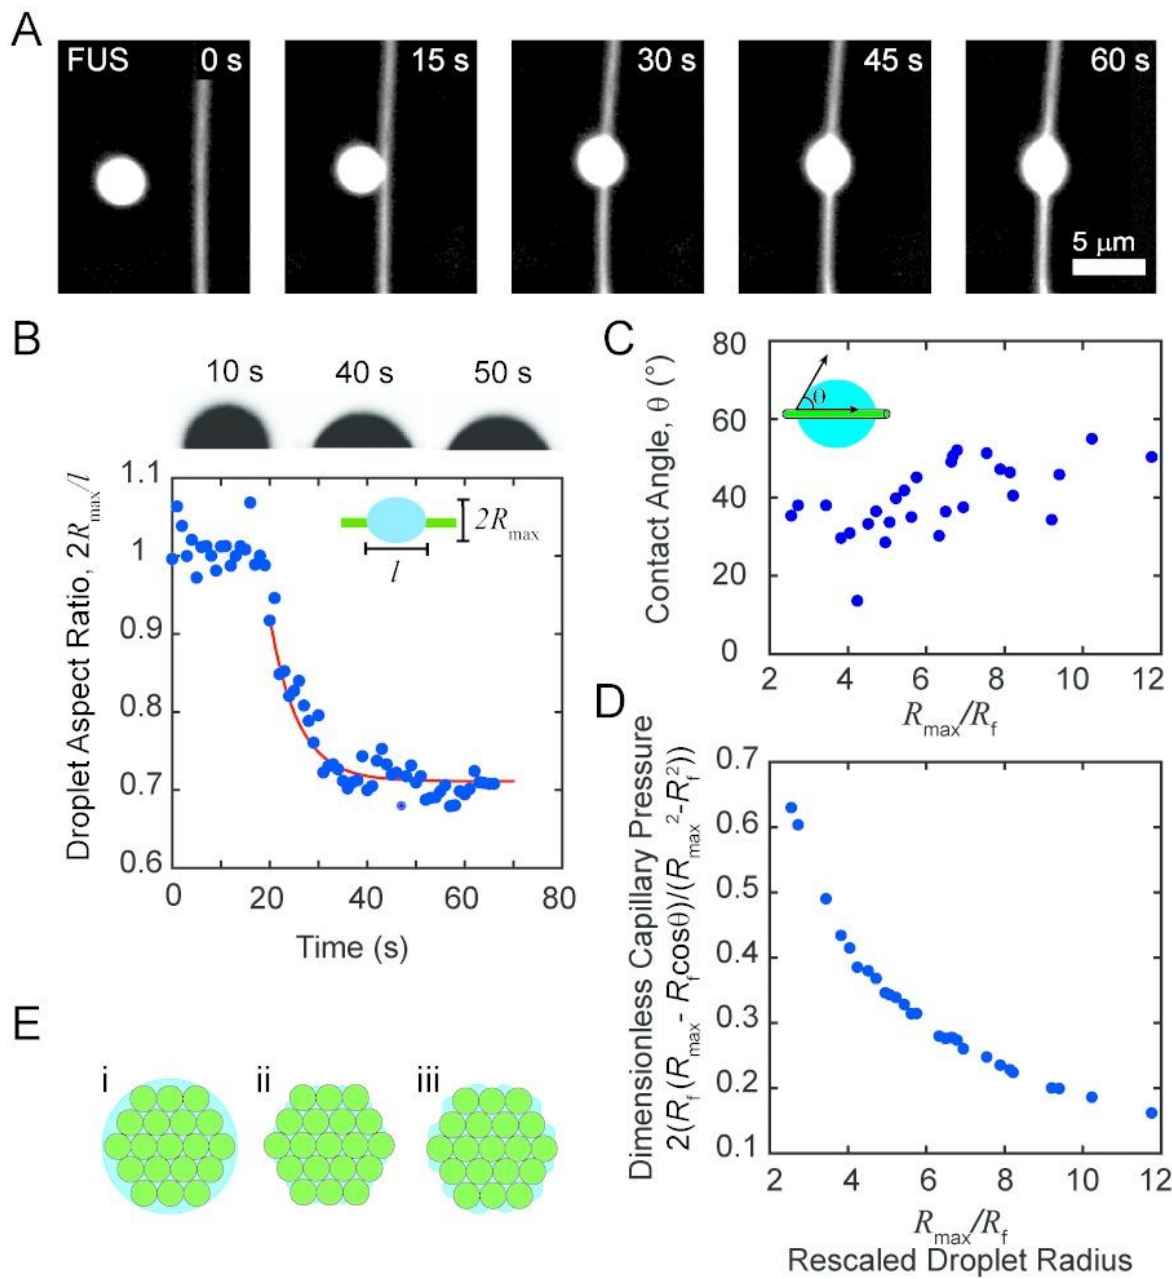 A
FUS 0 s 15 s 30 s 45 s 60 s
5 μm
B
10 s 40 s 50 s
Droplet Aspect Ratio, 2Rmax/l
1.1
1
0.9
0.8
0.7
0.6
2Rmax
l
0 20 40 60 80
Time (s)
C
Contact Angle, θ (°)
80
60
40
20
0
θ
2 4 6 8 10 12
Rmax/Rf
D
Dimensionless Capillary Pressure
2(Rf(Rmax - Rfcosθ)/(Rmax²-Rf²))
0.7
0.6
0.5
0.4
0.3
0.2
0.1
2 4 6 8 10 12
Rmax/Rf
Rescaled Droplet Radius
E
i ii iii